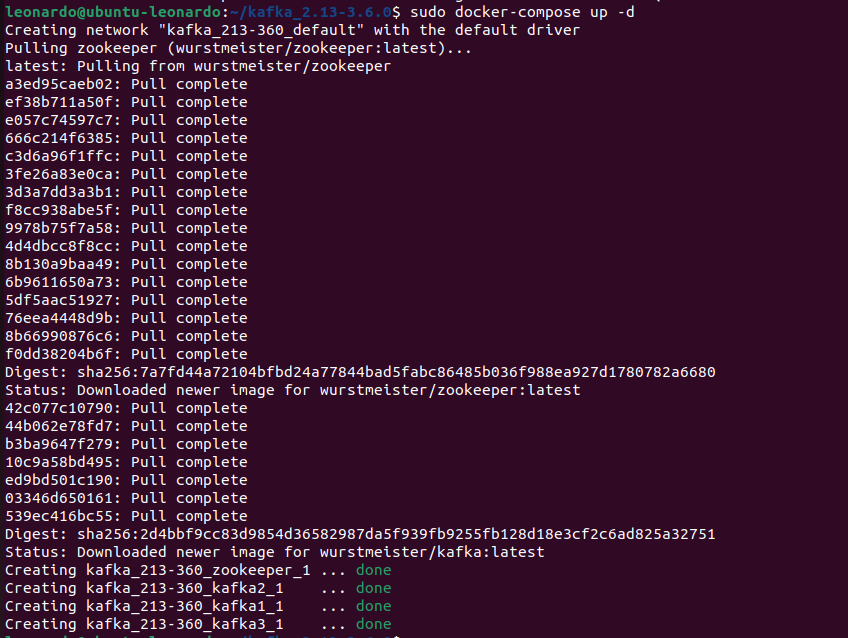 leonardo@ubuntu-leonardo:~/kafka_2.13-3.6.0$ sudo docker-compose up -d
Creating network "kafka_213-360_default" with the default driver
Pulling zookeeper (wurstmeister/zookeeper:latest)...
latest: Pulling from wurstmeister/zookeeper
a3ed95caeb02: Pull complete
ef38b711a50f: Pull complete
e057c74597c7: Pull complete
666c214f6385: Pull complete
c3d6a96f1ffc: Pull complete
3fe26a83e0ca: Pull complete
3d3a7dd3a3b1: Pull complete
f8cc938abe5f: Pull complete
9978b75f7a58: Pull complete
4d4dbcc8f8cc: Pull complete
8b130a9baa49: Pull complete
6b9611650a73: Pull complete
5df5aac51927: Pull complete
76eea4448d9b: Pull complete
8b66990876c6: Pull complete
f0dd38204b6f: Pull complete
Digest: sha256:7a7fd44a72104bfbd24a77844bad5fabc86485b036f988ea927d1780782a6680
Status: Downloaded newer image for wurstmeister/zookeeper:latest
42c077c10790: Pull complete
44b062e78fd7: Pull complete
b3ba9647f279: Pull complete
10c9a58bd495: Pull complete
ed9bd501c190: Pull complete
03346d650161: Pull complete
539ec416bc55: Pull complete
Digest: sha256:2d4bbf9cc83d9854d36582987da5f939fb9255fb128d18e3cf2c6ad825a32751
Status: Downloaded newer image for wurstmeister/kafka:latest
Creating kafka_213-360_zookeeper_1 ... done
Creating kafka_213-360_kafka2_1    ... done
Creating kafka_213-360_kafka1_1    ... done
Creating kafka_213-360_kafka3_1    ... done